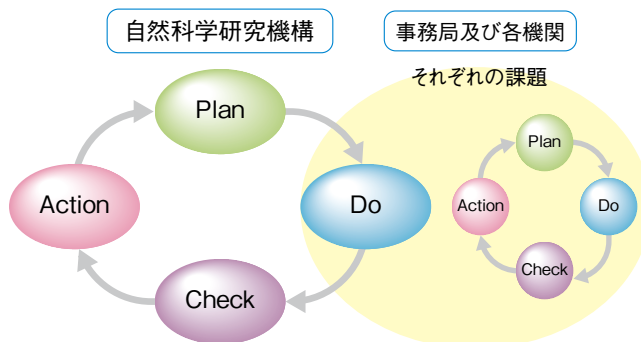 自然科学研究機構
事務局及び各機関
それぞれの課題
Plan
Action
Do
Check
Plan
Action
Do
Check